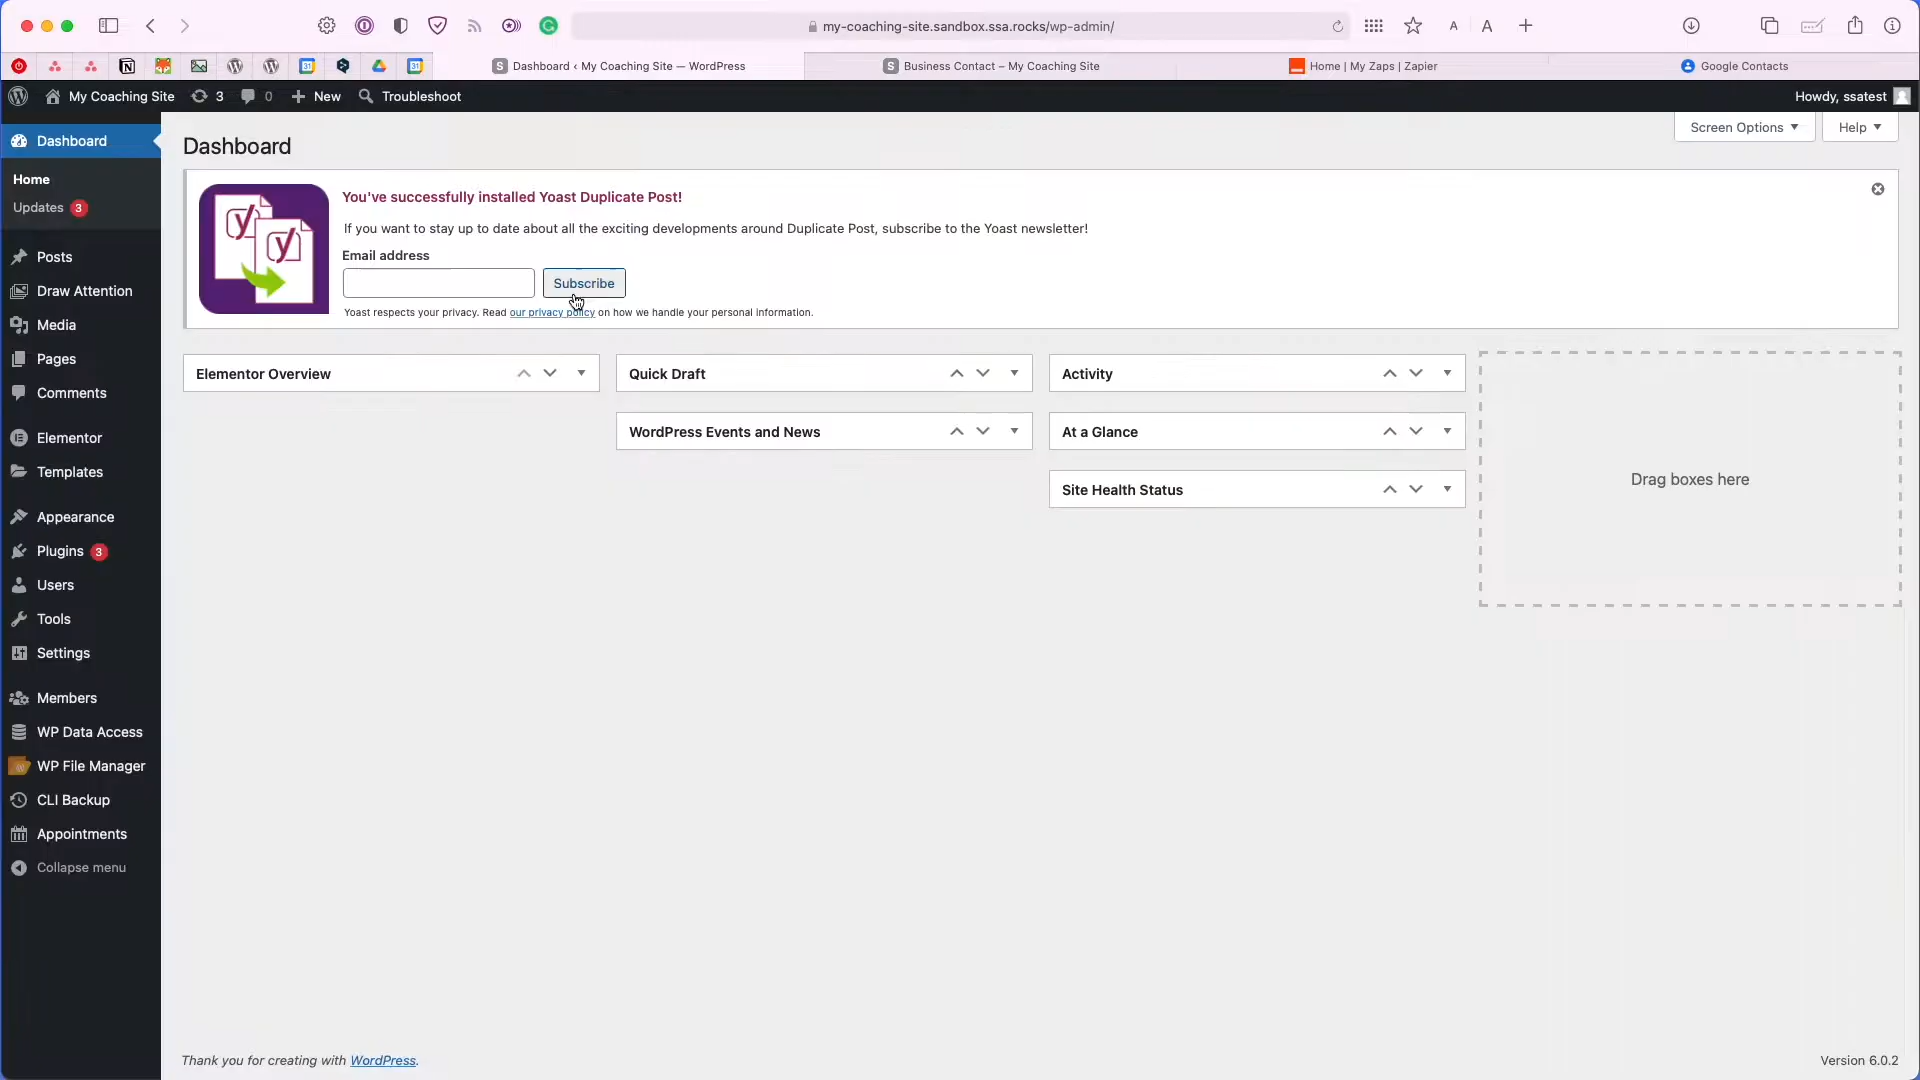 my-coaching-site.sandbox.ssa.rocks/wp-admin/
A A
Dashboard ‹ My Coaching Site — WordPress
Business Contact – My Coaching Site
Home | My Zaps | Zapier
Google Contacts
My Coaching Site 3 0 New Troubleshoot
Howdy, ssatest
Dashboard
Home
Updates 3
Posts
Draw Attention
Media
Pages
Comments
Elementor
Templates
Appearance
Plugins 3
Users
Tools
Settings
Members
WP Data Access
WP File Manager
CLI Backup
Appointments
Collapse menu
Screen Options
Help
Dashboard
You've successfully installed Yoast Duplicate Post!
If you want to stay up to date about all the exciting developments around Duplicate Post, subscribe to the Yoast newsletter!
Email address
Subscribe
Yoast respects your privacy. Read our privacy policy on how we handle your personal information.
Elementor Overview
Quick Draft
WordPress Events and News
Activity
At a Glance
Site Health Status
Drag boxes here
Thank you for creating with WordPress.
Version 6.0.2